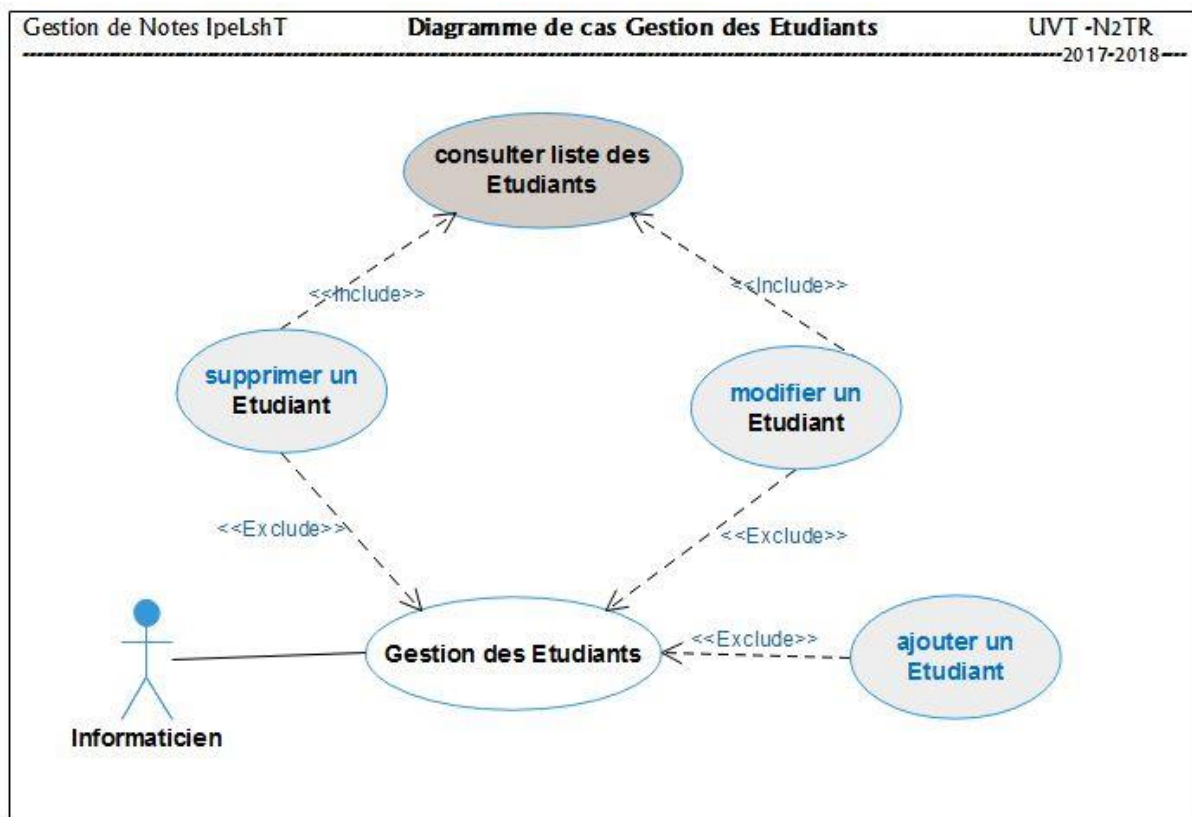 Gestion de Notes IpeLshT
Diagramme de cas Gestion des Etudiants
UVT -N2TR
2017-2018
consulter liste des
Etudiants
<<Include>>
<<Include>>
supprimer un
Etudiant
modifier un
Etudiant
<<Exclude>>
<<Exclude>>
Gestion des Etudiants
<<Exclude>>
ajouter un
Etudiant
Informaticien